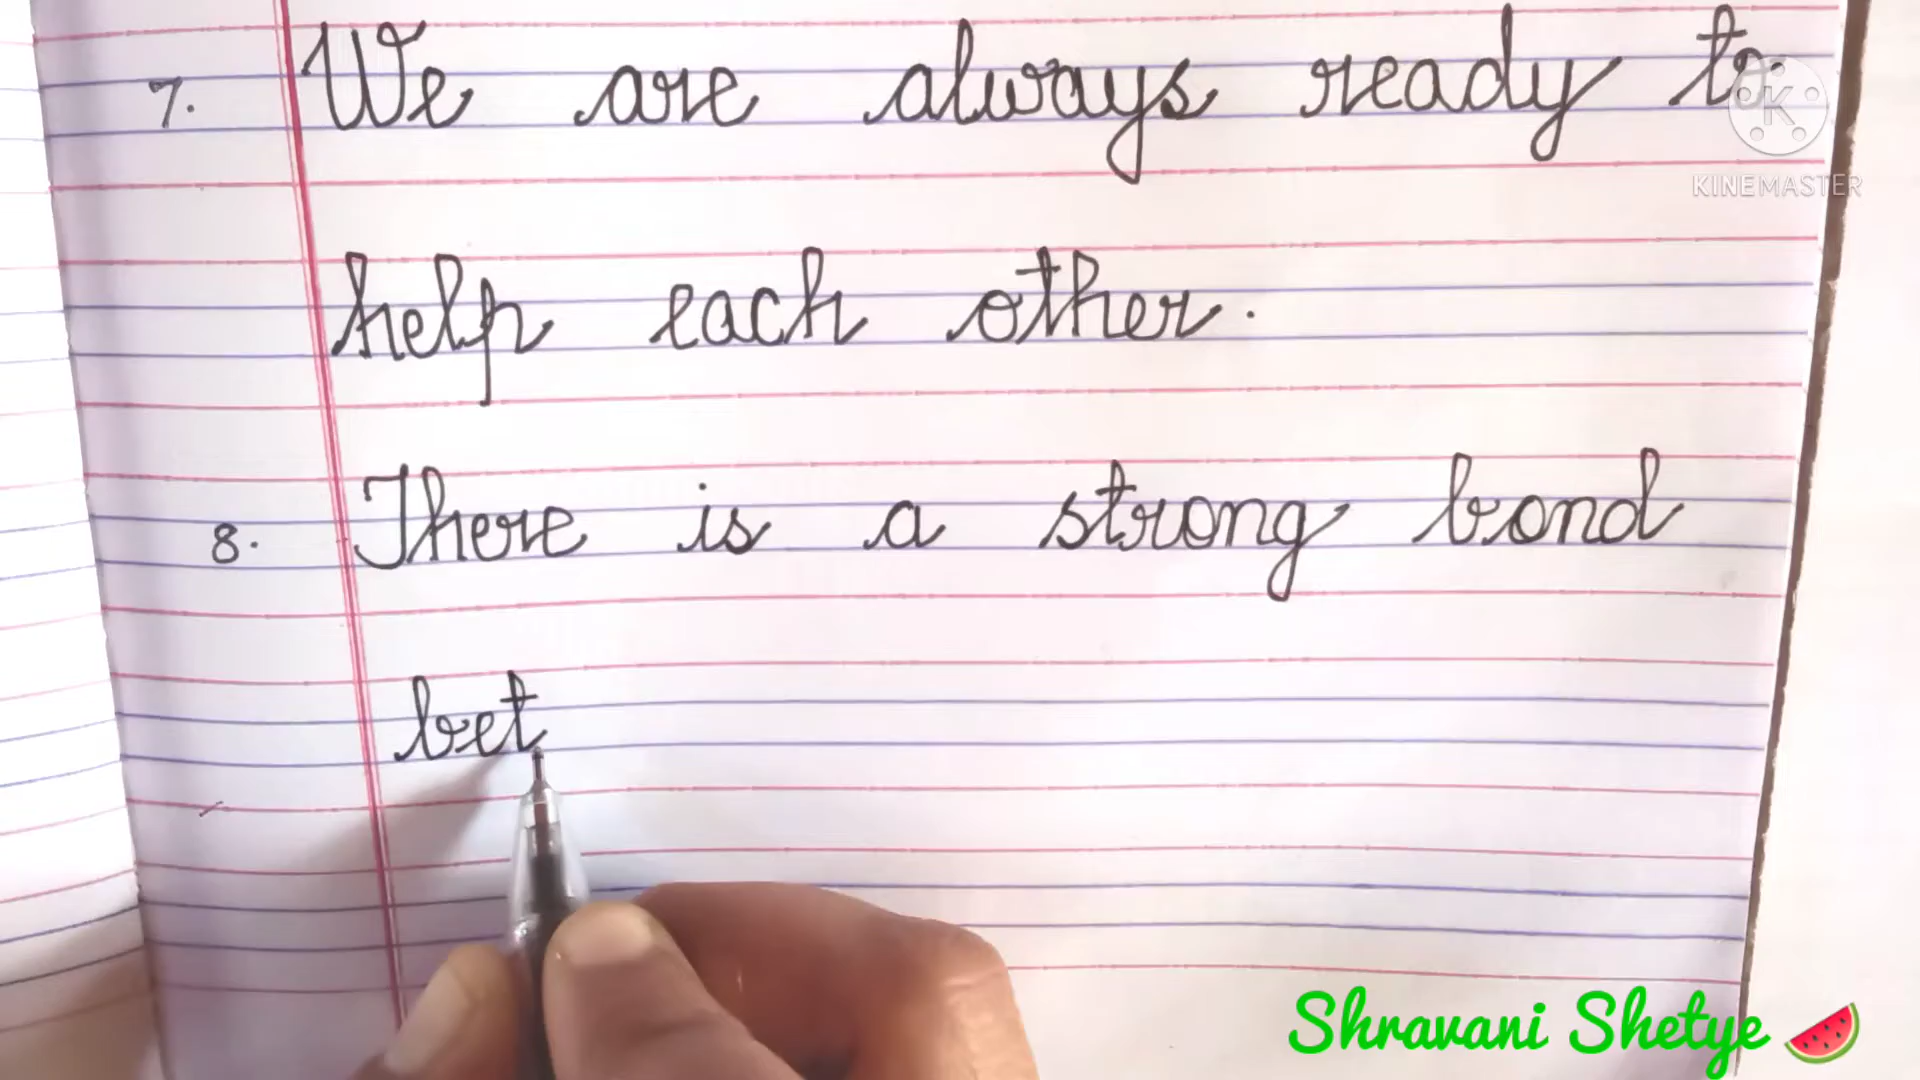 7. We are always ready to
KINEMASTER
help each other.
8. There is a strong bond
bet
Shravani Shetye